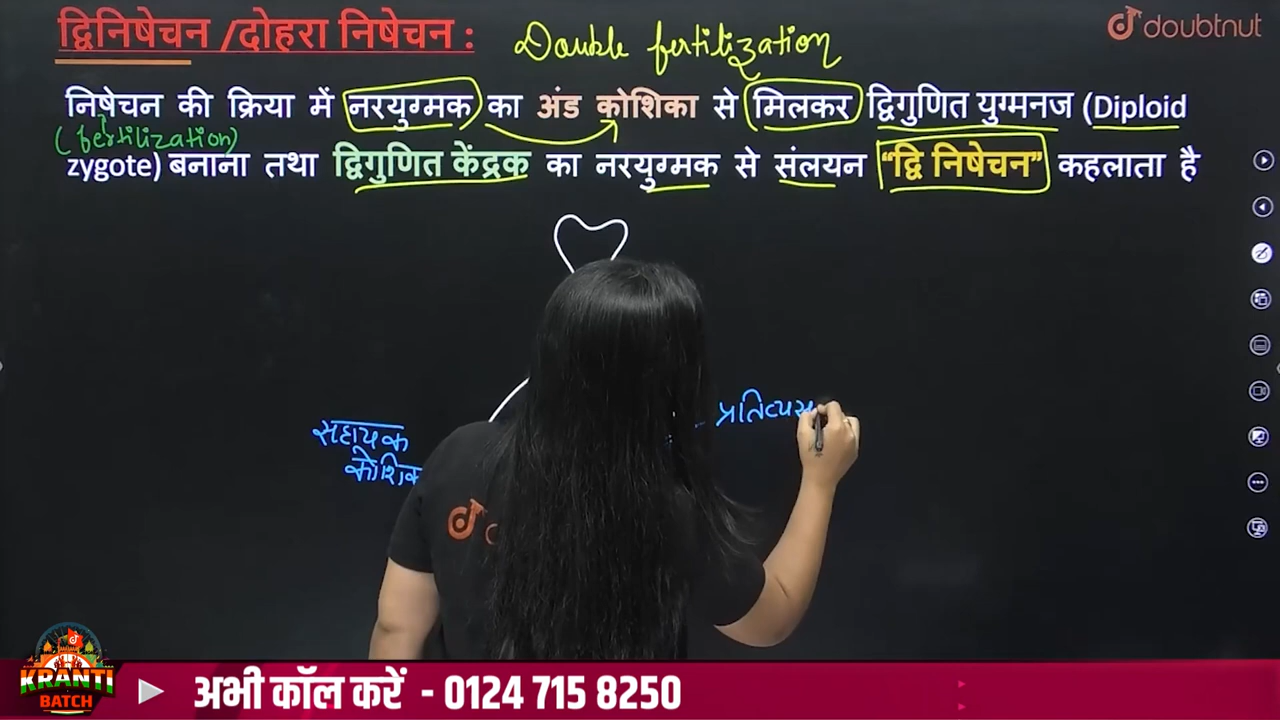 द्विनिषेचन /दोहरा निषेचन : Double fertilization
doubtnut
निषेचन की क्रिया में नरयुग्मक का अंड कोशिका से मिलकर द्विगुणित युग्मनज (Diploid
(fertilization)
zygote) बनाना तथा द्विगुणित केंद्रक का नरयुग्मक से संलयन “द्वि निषेचन” कहलाता है
प्रतिव्यस
सहायक
कोशिक
KRANTI
BATCH
अभी कॉल करें - 0124 715 8250